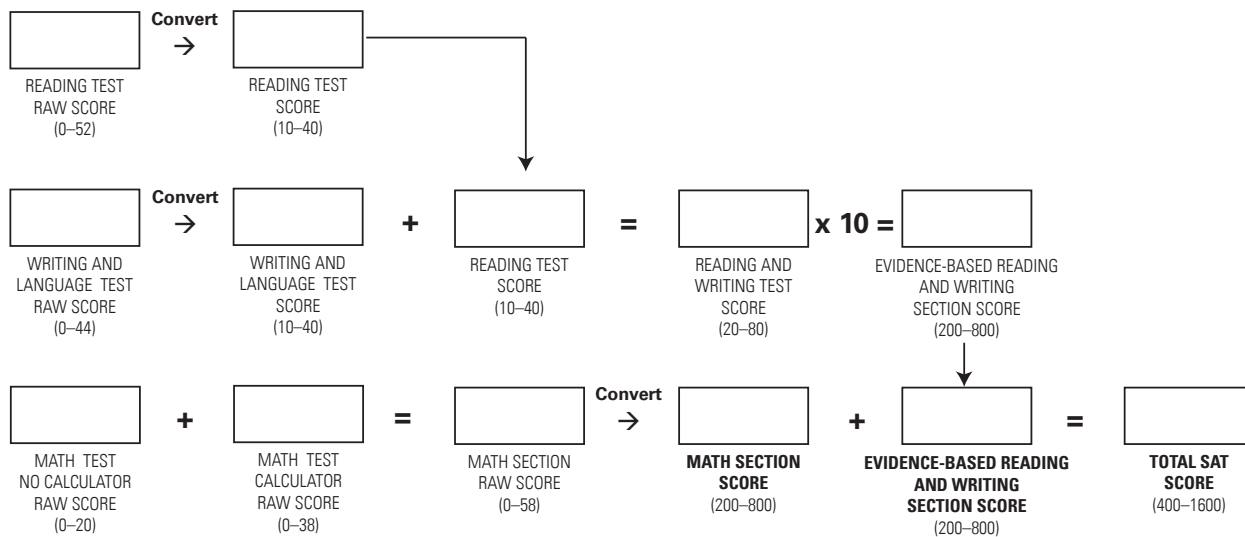 Convert
→
READING TEST
RAW SCORE
(0–52)
READING TEST
SCORE
(10–40)
Convert
→
+
=
x 10 =
WRITING AND
LANGUAGE TEST
RAW SCORE
(0–44)
WRITING AND
LANGUAGE TEST
SCORE
(10–40)
READING TEST
SCORE
(10–40)
READING AND
WRITING TEST
SCORE
(20–80)
EVIDENCE-BASED READING
AND WRITING
SECTION SCORE
(200–800)
+
=
Convert
→
+
=
MATH TEST
NO CALCULATOR
RAW SCORE
(0–20)
MATH TEST
CALCULATOR
RAW SCORE
(0–38)
MATH SECTION
RAW SCORE
(0–58)
MATH SECTION
SCORE
(200–800)
EVIDENCE-BASED READING
AND WRITING
SECTION SCORE
(200–800)
TOTAL SAT
SCORE
(400–1600)